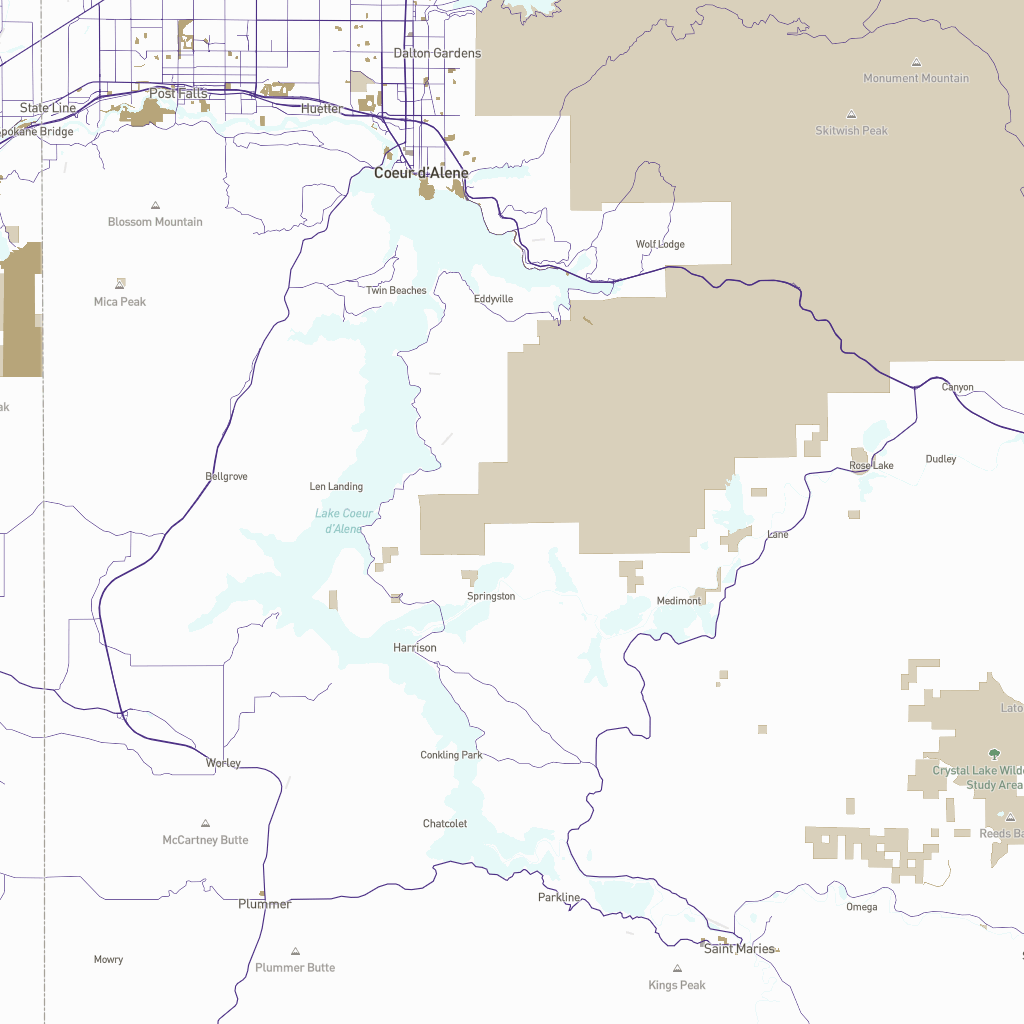 Dalton Gardens
Monument Mountain
Post Falls
State Line
Huetter
Spokane Bridge
Skitwish Peak
Coeur d'Alene
Blossom Mountain
Wolf Lodge
Twin Beaches
Mica Peak
Eddyville
Canyon
ak
Rose Lake
Dudley
Bellgrove
Len Landing
Lake Coeur
d'Alene
Lane
Springston
Medimont
Harrison
Lato
Conkling Park
Worley
Crystal Lake Wilde
Study Area
Chatcolet
McCartney Butte
Reeds Ba
Parkline
Plummer
Omega
Saint Maries
Mowry
Plummer Butte
Kings Peak